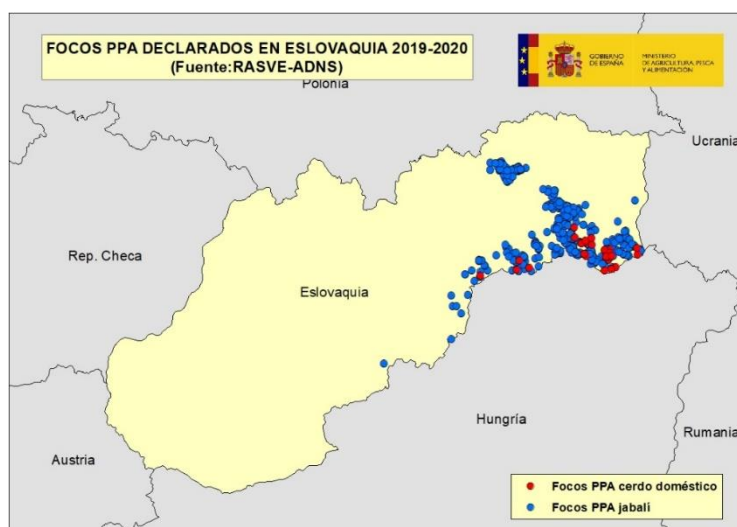 FOCOS PPA DECLARADOS EN ESLOVAQUIA 2019-2020
(Fuente:RASVE-ADNS)
GOBIERNO
DE ESPAÑA
MINISTERIO
DE AGRICULTURA, PESCA
Y ALIMENTACIÓN
Polonia
Ucrania
Rep. Checa
Eslovaquia
Hungría
Rumania
Austria
Focos PPA cerdo doméstico
Focos PPA jabalí